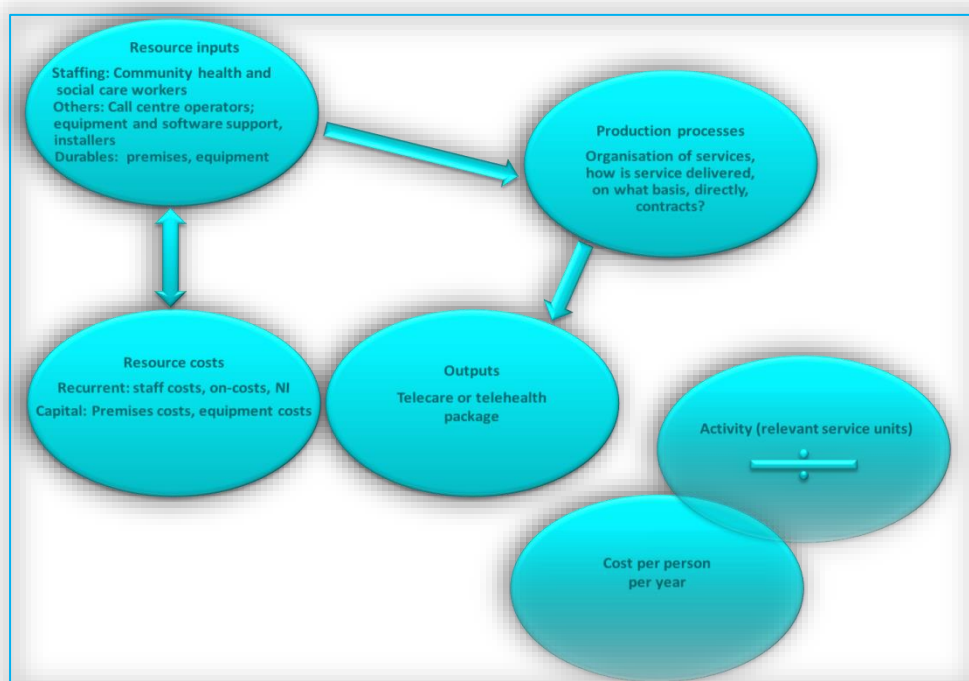 Resource inputs
Staffing: Community health and
social care workers
Others: Call centre operators;
equipment and software support,
installers
Durables: premises, equipment
Production processes
Organisation of services,
how is service delivered,
on what basis, directly,
contracts?
Resource costs
Recurrent: staff costs, on-costs, NI
Capital: Premises costs, equipment costs
Outputs
Telecare or telehealth
package
Activity (relevant service units)
Cost per person
per year